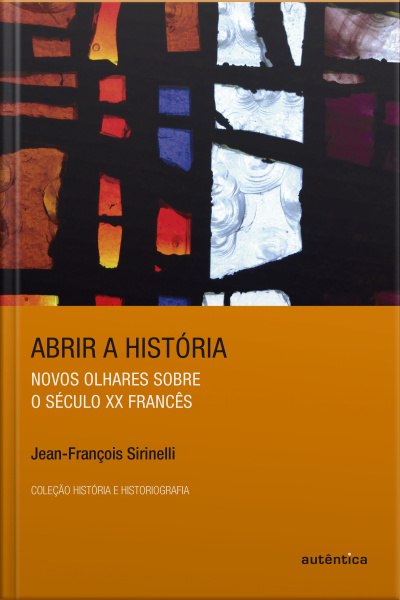 ABRIR A HISTÓRIA
NOVOS OLHARES SOBRE
O SÉCULO XX FRANCÊS
Jean-François Sirinelli
COLEÇÃO HISTÓRIA E HISTORIOGRAFIA
autêntica